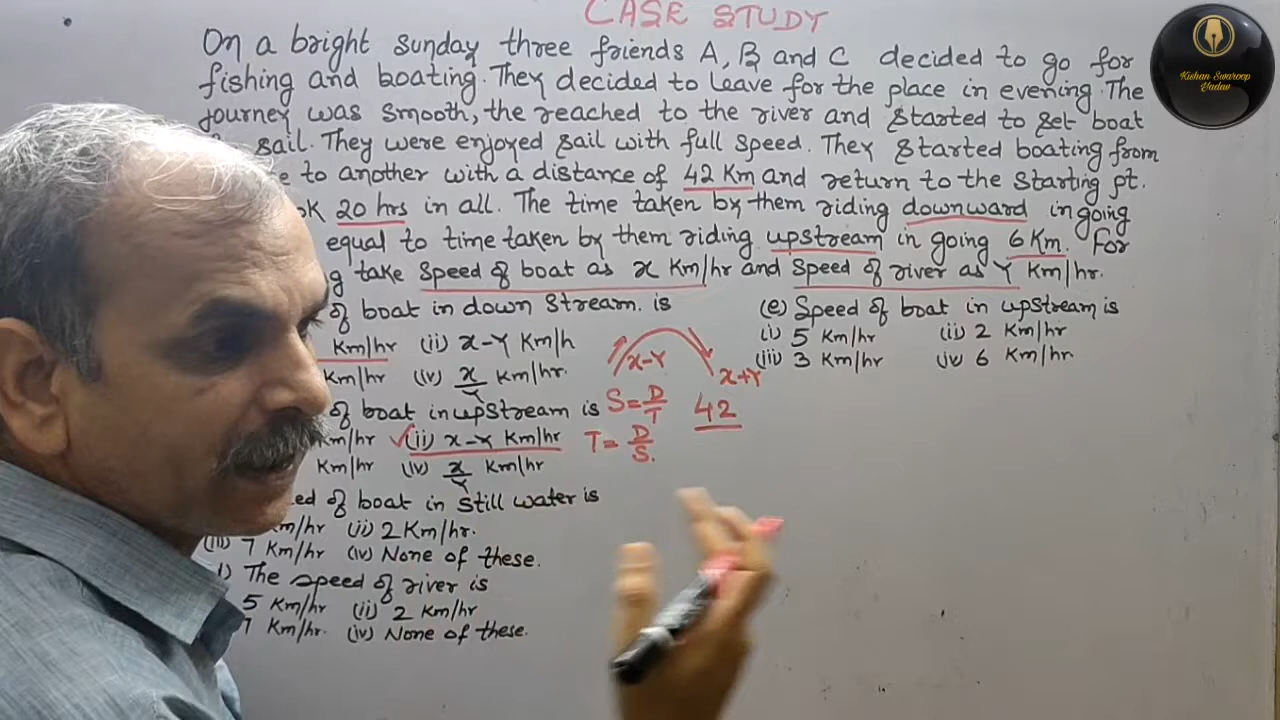 CASE STUDY
On a bright sunday three friends A, B and C decided to go for
fishing and boating. They decided to leave for the place in evening. The
journey was smooth, the reached to the river and started to set boat
sail. They were enjoyed sail with full speed. They started boating from
e to another with a distance of 42 Km and return to the starting pt.
k 20 hrs in all. The time taken by them riding downward in going
equal to time taken by them riding upstream in going 6 Km. For
g take speed of boat as x Km/hr and speed of river as Y Km/hr.
of boat in down stream. is
Km/hr (ii) x-Y Km/h
Km/hr (iv) x/Y Km/hr.
of boat in upstream is
Km/hr ✓(ii) x-Y Km/hr
Km/hr (iv) x/Y Km/hr
ed of boat in still water is
Km/hr (ii) 2 Km/hr.
(iii) 7 Km/hr (iv) None of these.
) The speed of river is
5 Km/hr (ii) 2 Km/hr
7 Km/hr. (iv) None of these.
(e) Speed of boat in upstream is
(i) 5 Km/hr (ii) 2 Km/hr
(iii) 3 Km/hr (iv) 6 Km/hr.
x-Y
x+Y
S=D/T 42
T=D/S.
Kishan Swaroop
Yadav